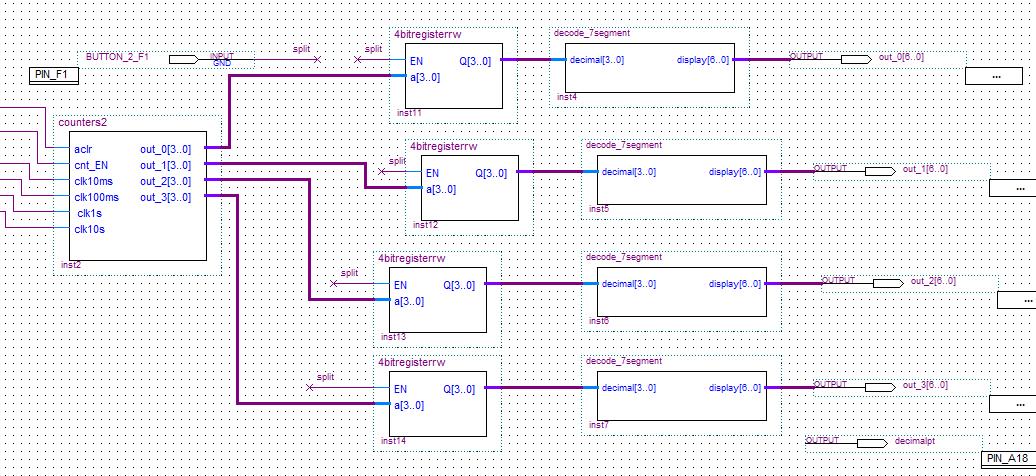 4bitregisterrw
decode_7segment
split
split
BUTTON_2_F1
INPUT
GND
EN
Q[3..0]
a[3..0]
decimal[3..0]
display[6..0]
OUTPUT
out_0[6..0]
PIN_F1
...
inst11
inst4
counters2
aclr
out_0[3..0]
cnt_EN
out_1[3..0]
clk10ms
out_2[3..0]
clk100ms
out_3[3..0]
clk1s
clk10s
inst2
4bitregisterrw
decode_7segment
split
EN
Q[3..0]
a[3..0]
decimal[3..0]
display[6..0]
OUTPUT
out_1[6..0]
...
inst12
inst5
4bitregisterrw
decode_7segment
split
EN
Q[3..0]
a[3..0]
decimal[3..0]
display[6..0]
OUTPUT
out_2[6..0]
...
inst13
inst6
4bitregisterrw
decode_7segment
split
EN
Q[3..0]
a[3..0]
decimal[3..0]
display[6..0]
OUTPUT
out_3[6..0]
...
inst14
inst7
OUTPUT
decimalpt
PIN_A18